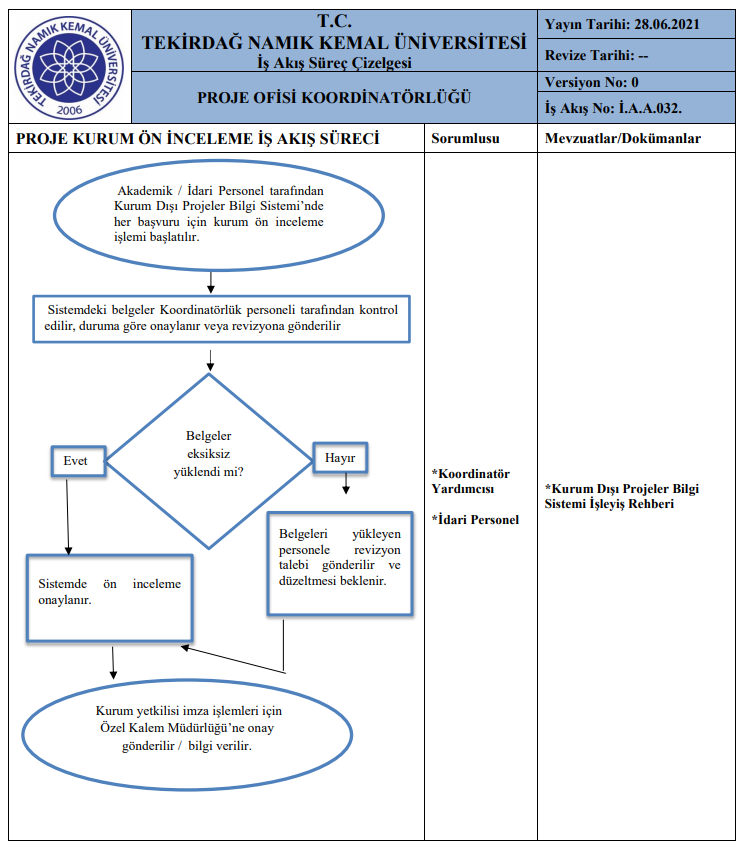 TEKİRDAĞ NAMIK KEMAL ÜNİVERSİTESİ
2006
T.C.
TEKİRDAĞ NAMIK KEMAL ÜNİVERSİTESİ
İş Akış Süreç Çizelgesi
PROJE OFİSİ KOORDİNATÖRLÜĞÜ
Yayın Tarihi: 28.06.2021
Revize Tarihi: --
Versiyon No: 0
İş Akış No: İ.A.A.032.
PROJE KURUM ÖN İNCELEME İŞ AKIŞ SÜRECİ
Sorumlusu
Mevzuatlar/Dokümanlar
Akademik / İdari Personel tarafından
Kurum Dışı Projeler Bilgi Sistemi’nde
her başvuru için kurum ön inceleme
işlemi başlatılır.
Sistemdeki belgeler Koordinatörlük personeli tarafından kontrol
edilir, duruma göre onaylanır veya revizyona gönderilir
Belgeler
eksiksiz
yüklendi mi?
Evet
Hayır
Belgeleri yükleyen
personele revizyon
talebi gönderilir ve
düzeltmesi beklenir.
Sistemde ön inceleme
onaylanır.
Kurum yetkilisi imza işlemleri için
Özel Kalem Müdürlüğü’ne onay
gönderilir / bilgi verilir.
*Koordinatör
Yardımcısı
*İdari Personel
*Kurum Dışı Projeler Bilgi
Sistemi İşleyiş Rehberi